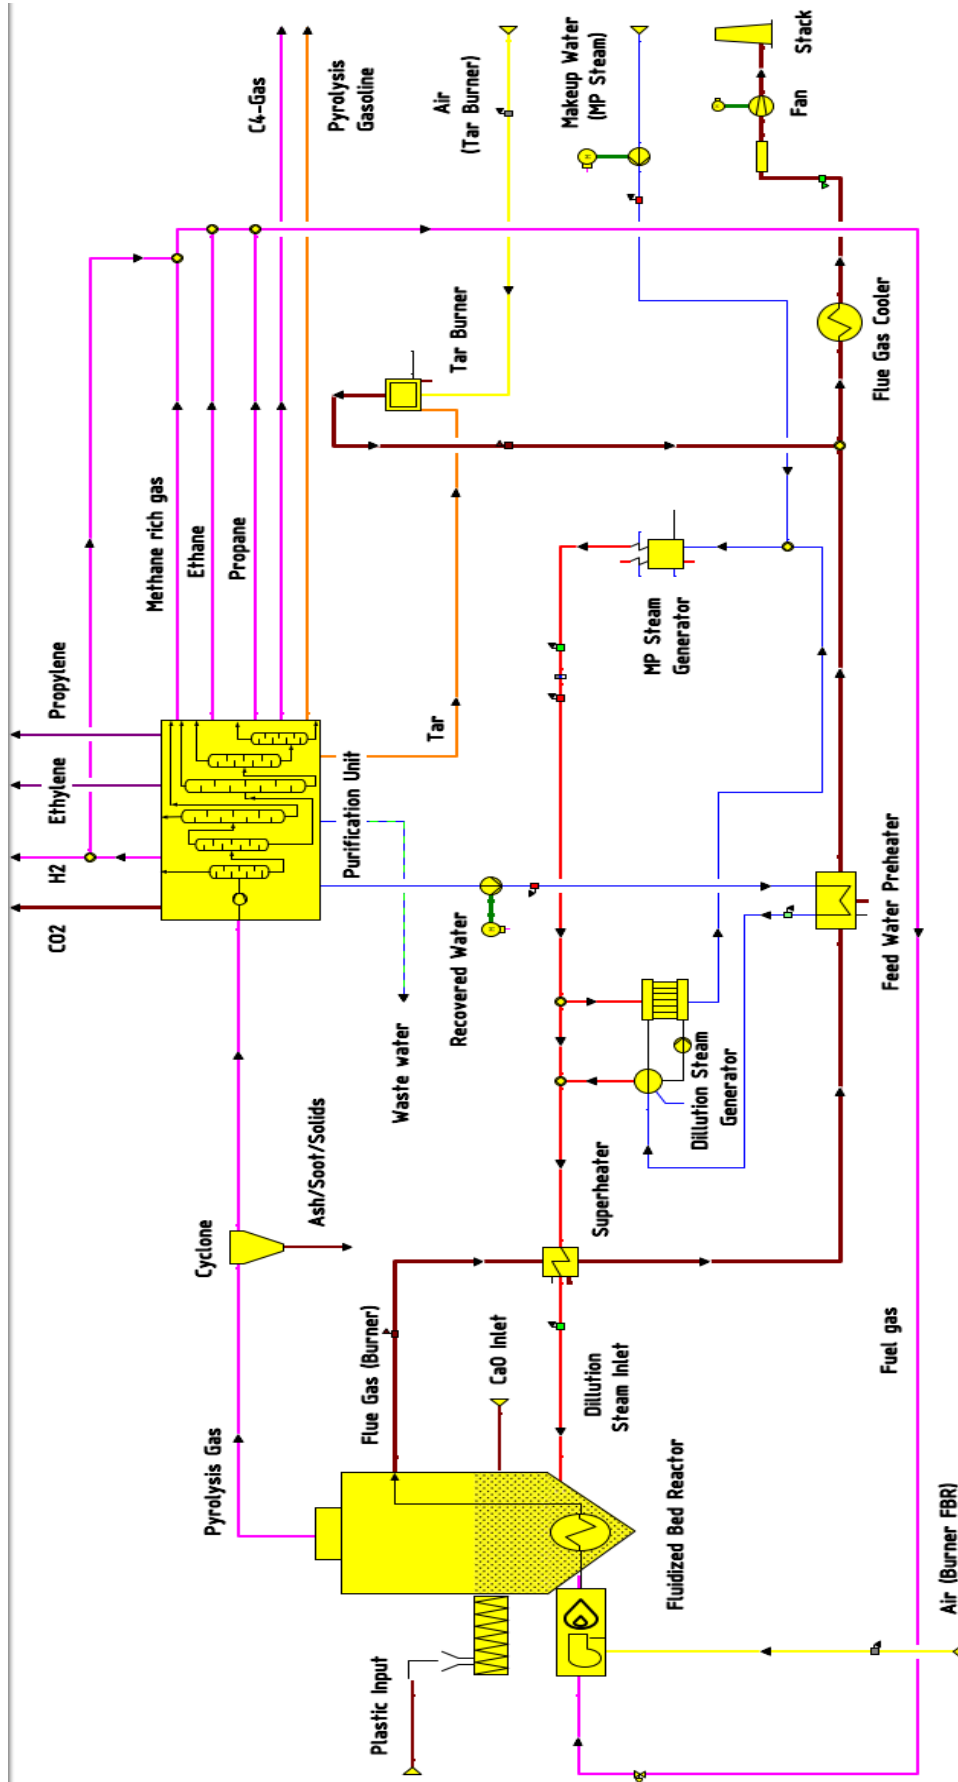 Plastic Input
Pyrolysis Gas
Cyclone
Ash/Soot/Solids
Flue Gas (Burner)
CaO Inlet
Dillution
Steam Inlet
Fluidized Bed Reactor
Air (Burner FBR)
Fuel gas
Superheater
Dillution Steam
Generator
Waste water
Recovered Water
Feed Water Preheater
CO2
H2
Ethylene
Propylene
Purification Unit
Tar
Methane rich gas
Ethane
Propane
MP Steam
Generator
Tar Burner
Flue Gas Cooler
C4-Gas
Pyrolysis
Gasoline
Air
(Tar Burner)
Makeup Water
(MP Steam)
Fan
Stack
M
M